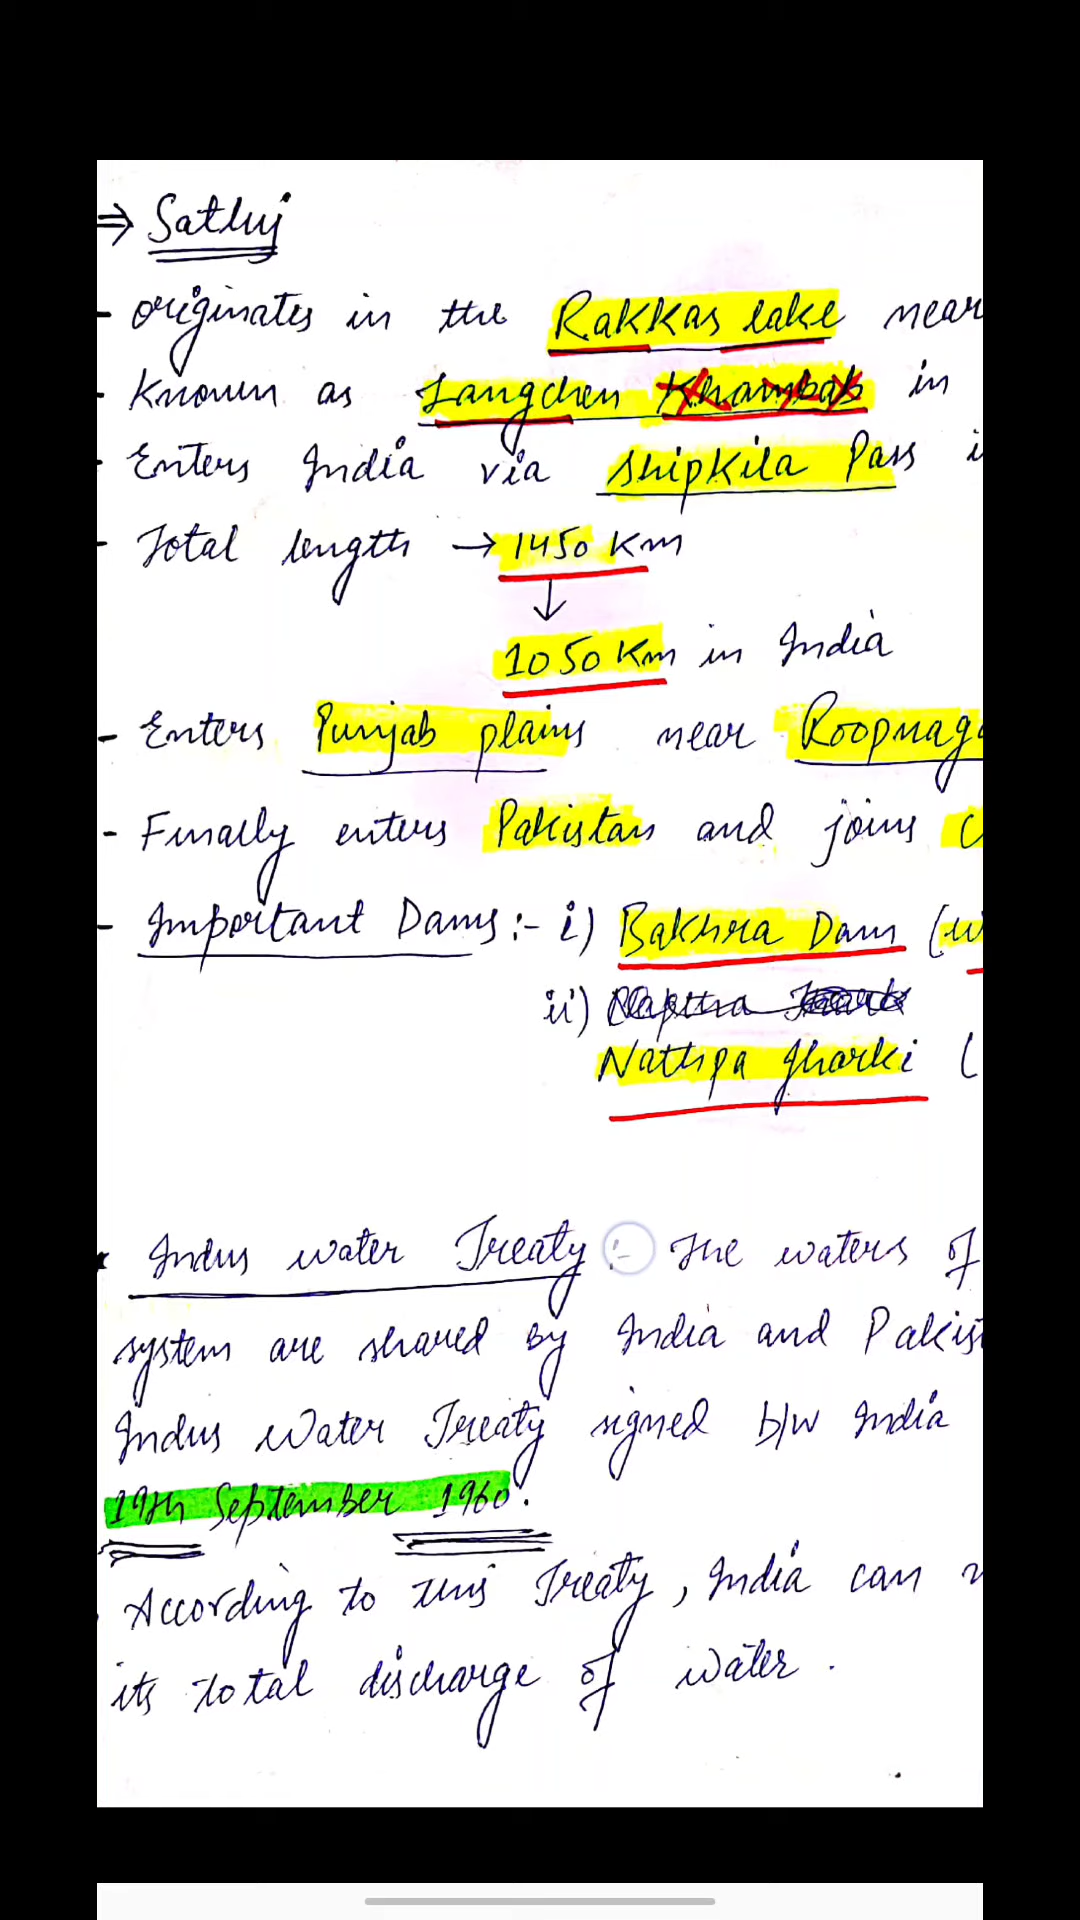 ⇒ Satluj
- Originates in the Rakkas lake near
- Known as Langchen Khambab in
- Enters India via Shipkila Pass i
- Total length → 1450 Km
↓
1050 Km in India
- Enters Punjab plains near Roopnaga
- Finally enters Pakistan and joins C
- Important Dams :- i) Bakhra Dam (w
ii)
Nathpa Jharki (
* Indus water Treaty :- The waters of
system are shared by India and Pakist
Indus Water Treaty signed b/w India
19th September 1960.
According to this Treaty, India can
its total discharge of water.